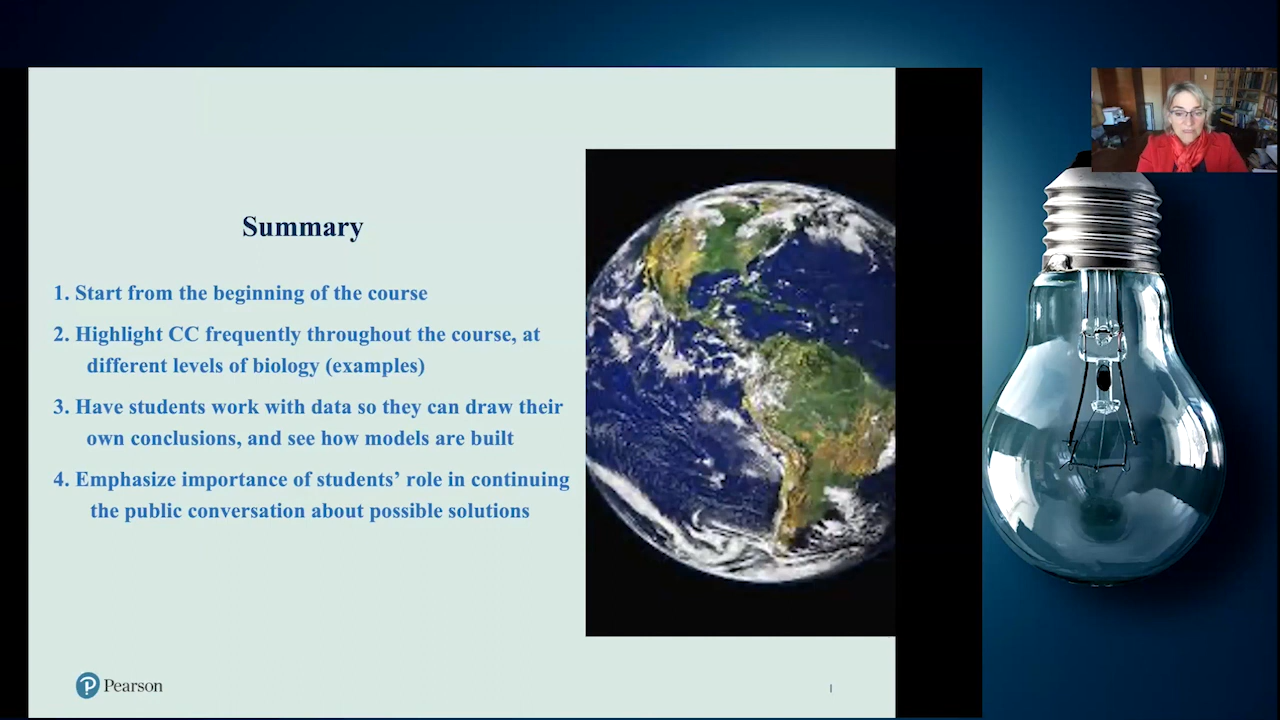 Summary
1. Start from the beginning of the course
2. Highlight CC frequently throughout the course, at
different levels of biology (examples)
3. Have students work with data so they can draw their
own conclusions, and see how models are built
4. Emphasize importance of students’ role in continuing
the public conversation about possible solutions
Pearson